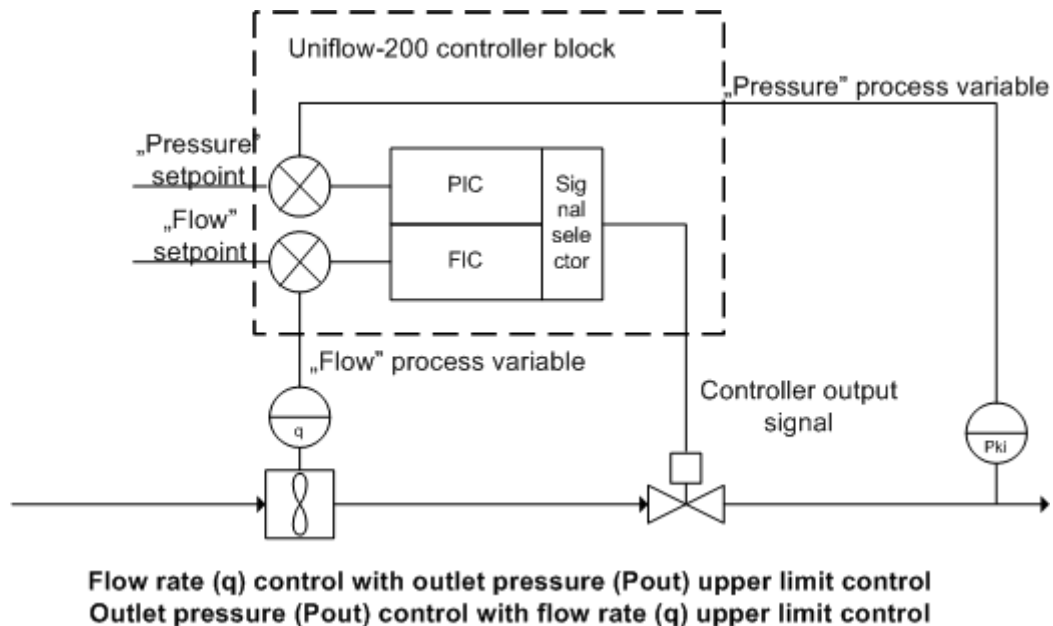 Uniflow-200 controller block
„Pressure” process variable
„Pressure”
setpoint
„Flow”
setpoint
PIC
FIC
Sig
nal
sele
ctor
„Flow” process variable
Controller output
signal
q
Pki
Flow rate (q) control with outlet pressure (Pout) upper limit control
Outlet pressure (Pout) control with flow rate (q) upper limit control